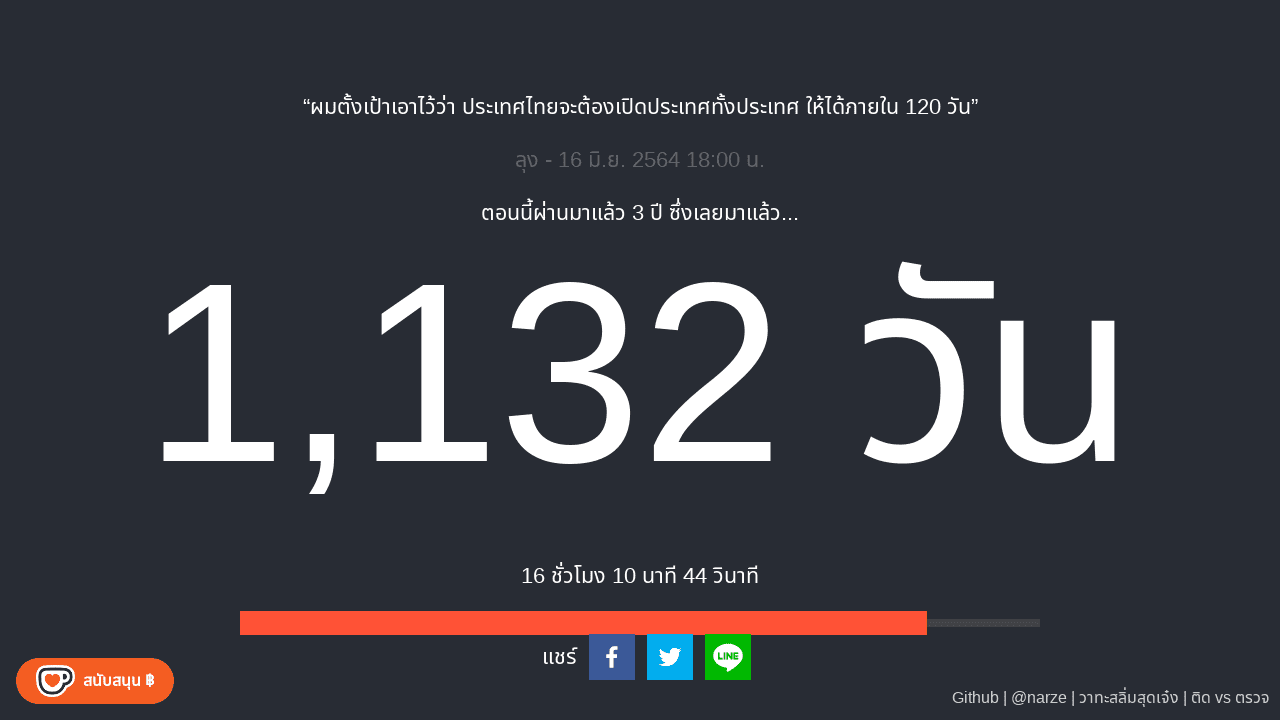 “ผมตั้งเป้าเอาไว้ว่า ประเทศไทยจะต้องเปิดประเทศทั้งประเทศ ให้ได้ภายใน 120 วัน”
ลุง - 16 มิ.ย. 2564 18:00 น.
ตอนนี้ผ่านมาแล้ว 3 ปี ซึ่งเลยมาแล้ว...
1,132 วัน
16 ชั่วโมง 10 นาที 44 วินาที
แชร์
LINE
สนับสนุน ฿
Github | @narze | วาทะสลิ่มสุดเจ๋ง | ติด vs ตรวจ